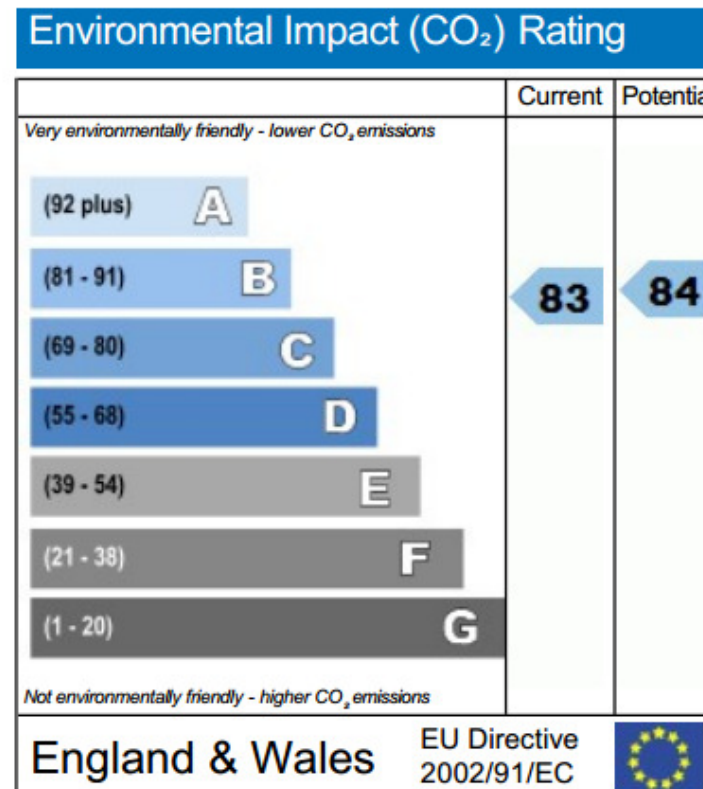 Environmental Impact (CO₂) Rating
Current Potentia
Very environmentally friendly - lower CO₂ emissions
(92 plus) A
(81 - 91) B
83 84
(69 - 80) C
(55 - 68) D
(39 - 54) E
(21 - 38) F
(1 - 20) G
Not environmentally friendly - higher CO₂ emissions
England & Wales
EU Directive
2002/91/EC